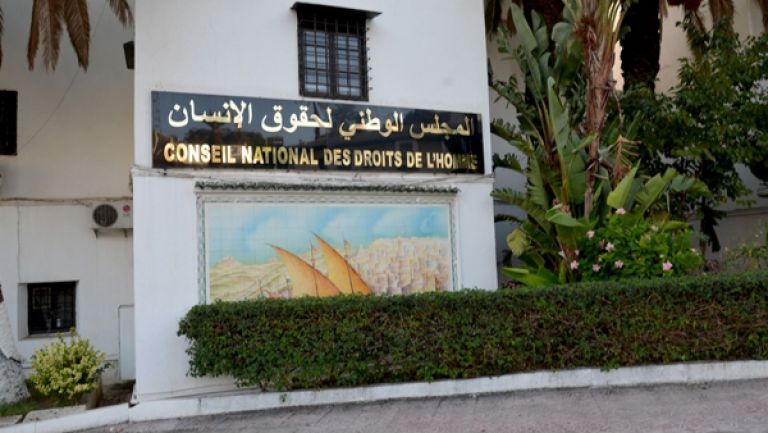 المجلس الوطني لحقوق الإنسان
CONSEIL NATIONAL DES DROITS DE L'HOMME